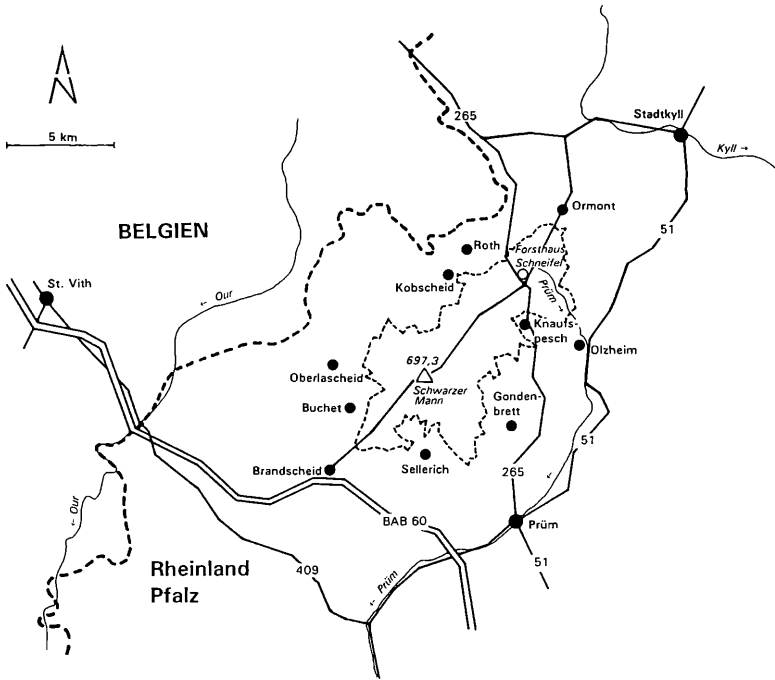 N
5 km
Our
265
Stadtkyll
Kyll →
BELGIEN
Ormont
51
Roth
Forsthaus
Schneifel
St. Vith
← Our
Kobscheid
Prüm →
Knaufs-
pesch
Olzheim
697,3
Oberlascheid
Schwarzer
Mann
Buchet
Gonden-
brett
51
Brandscheid
Sellerich
265
← Our
BAB 60
Prüm
51
Rheinland
Pfalz
409
← Prüm